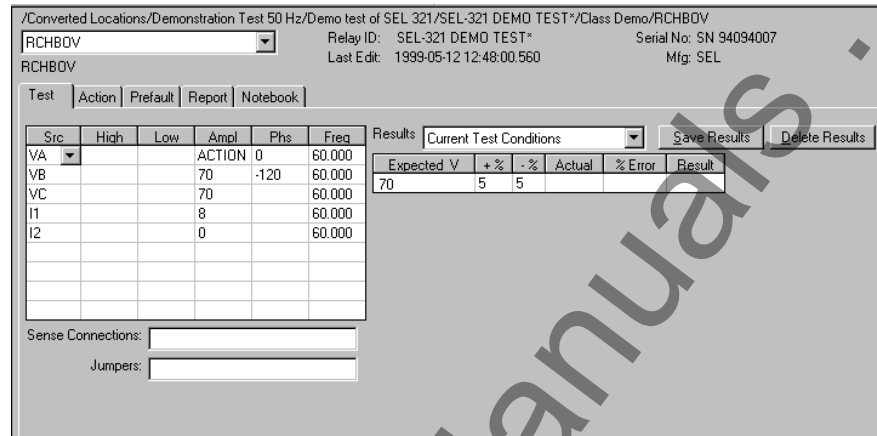 /Converted Locations/Demonstration Test 50 Hz/Demo test of SEL 321/SEL-321 DEMO TEST*/Class Demo/RCHBOV
RCHBOV Relay ID: SEL-321 DEMO TEST* Serial No: SN 94094007
Last Edit: 1999-05-12 12:48:00.560 Mfg: SEL
RCHBOV
Test Action Prefault Report Notebook
Results Current Test Conditions Save Results Delete Results
Src High Low Ampl Phs Freq
VA ACTION 0 60.000
VB 70 -120 60.000
VC 70 60.000
I1 8 60.000
I2 0 60.000
Expected V + % - % Actual % Error Result
70 5 5
Sense Connections:
Jumpers:
anuals .